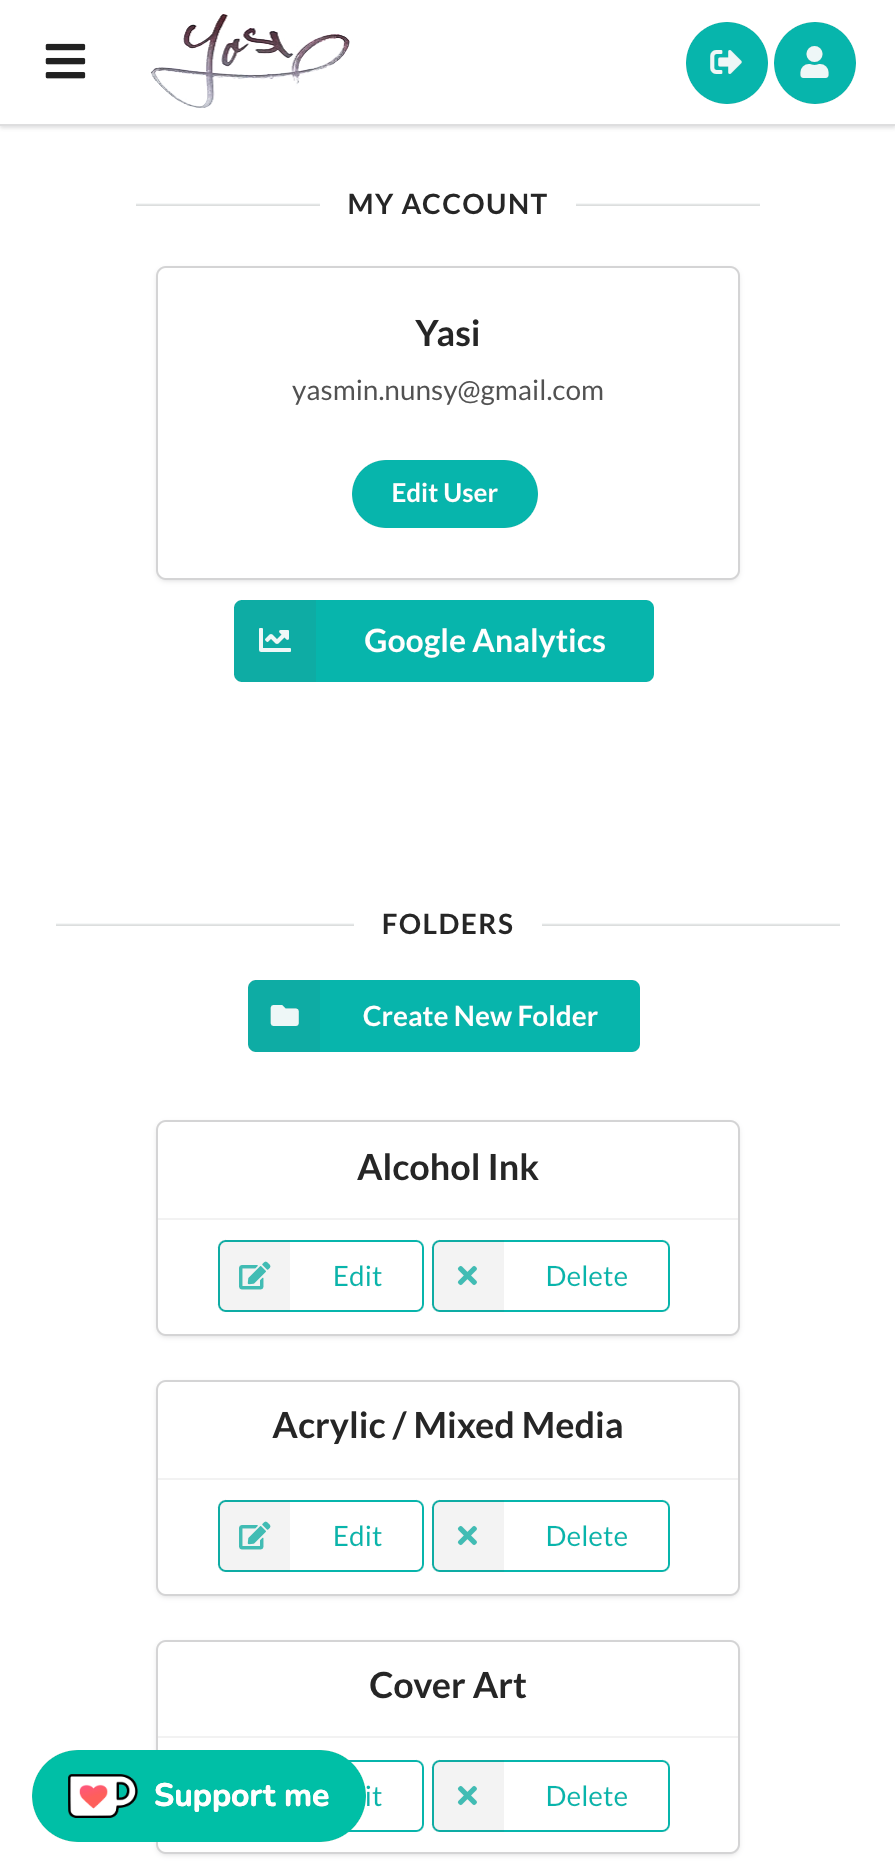 Yasi
MY ACCOUNT
Yasi
yasmin.nunsy@gmail.com
Edit User
Google Analytics
FOLDERS
Create New Folder
Alcohol Ink
Edit
Delete
Acrylic / Mixed Media
Edit
Delete
Cover Art
it
Delete
Support me